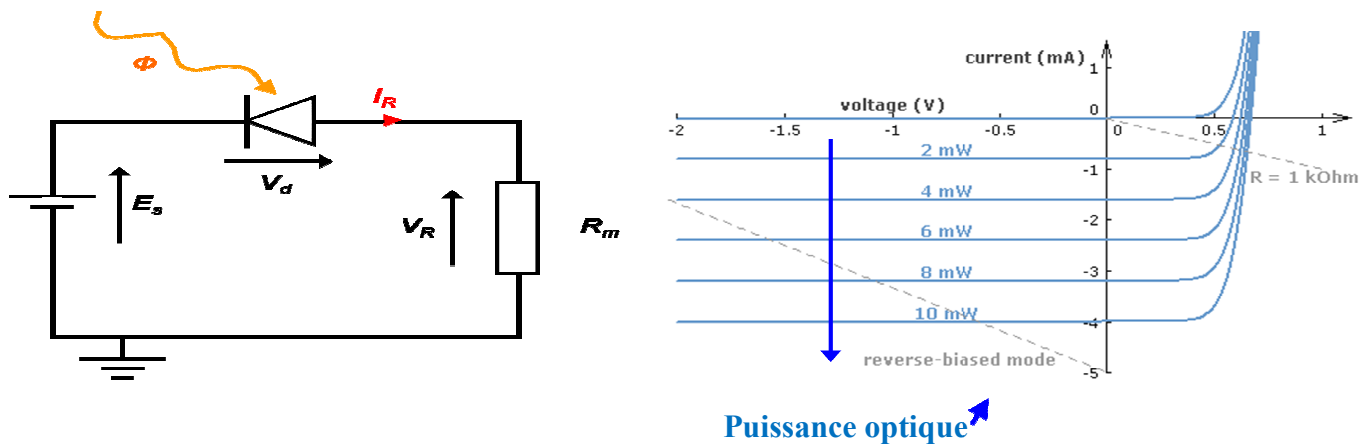 Φ
I_R
V_d
E_s
V_R
R_m
current (mA)
voltage (V)
1
0
-2
-1.5
-1
-0.5
0
0.5
1
2 mW
-1
R = 1 kOhm
4 mW
-2
6 mW
8 mW
-3
10 mW
-4
reverse-biased mode
-5
Puissance optique